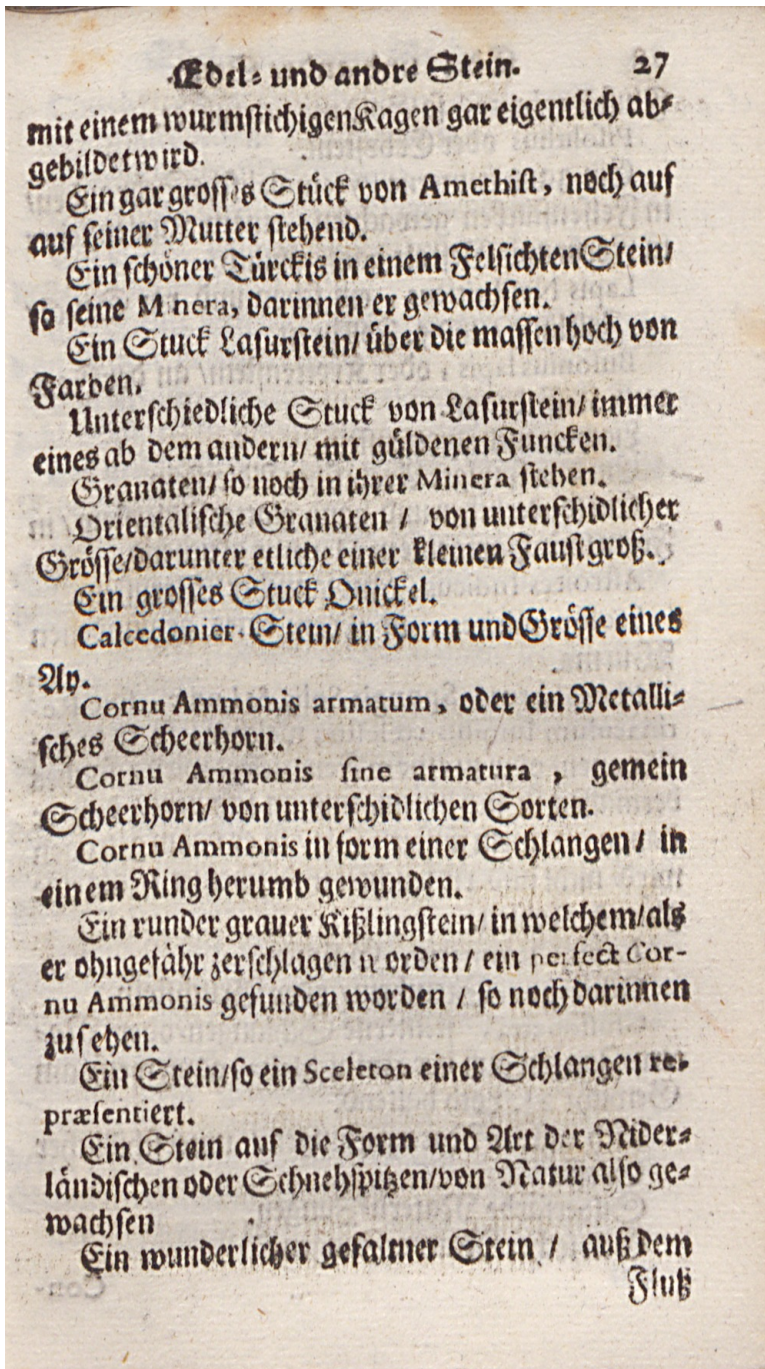 Edel- und andre Stein. 27
mit einem wurmstichigen Kagen gar eigentlich ab-
gebildet wird.
Ein gar grosses Stück von Amethist, noch auf
auf seiner Mutter stehend.
Ein schöner Türckis in einem Felsichten Stein/
so seine Minera, darinnen er gewachsen.
Ein Stuck Lasurstein/ über die massen hoch von
Farben.
Unterschiedliche Stuck von Lasurstein/ immer
eines ab dem andern/ mit güldenen Funcken.
Granaten/ so noch in ihrer Minera stehen.
Orientalische Granaten / von unterschidlicher
Grösse/ darunter etliche einer kleinen Faust groß.
Ein grosses Stuck Onickel.
Calcedonier-Stein/ in Form und Grösse eines
Ay.
Cornu Ammonis armatum, oder ein Metalli-
sches Scheerhorn.
Cornu Ammonis sine armatura, gemein
Scheerhorn/ von unterschidlichen Sorten.
Cornu Ammonis in form einer Schlangen / in
einem Ring herumb gewunden.
Ein runder grauer Kißlingstein/ in welchem/ als
er ohngefähr zerschlagen worden / ein perfect Cor-
nu Ammonis gefunden worden / so noch darinnen
zu sehen.
Ein Stein/ so ein Sceleton einer Schlangen re-
præsentiert.
Ein Stein auf die Form und Art der Nider-
ländischen oder Schnehspitzen/ von Natur also ge-
wachsen
Ein wunderlicher gefaltner Stein / auß dem
Fluß